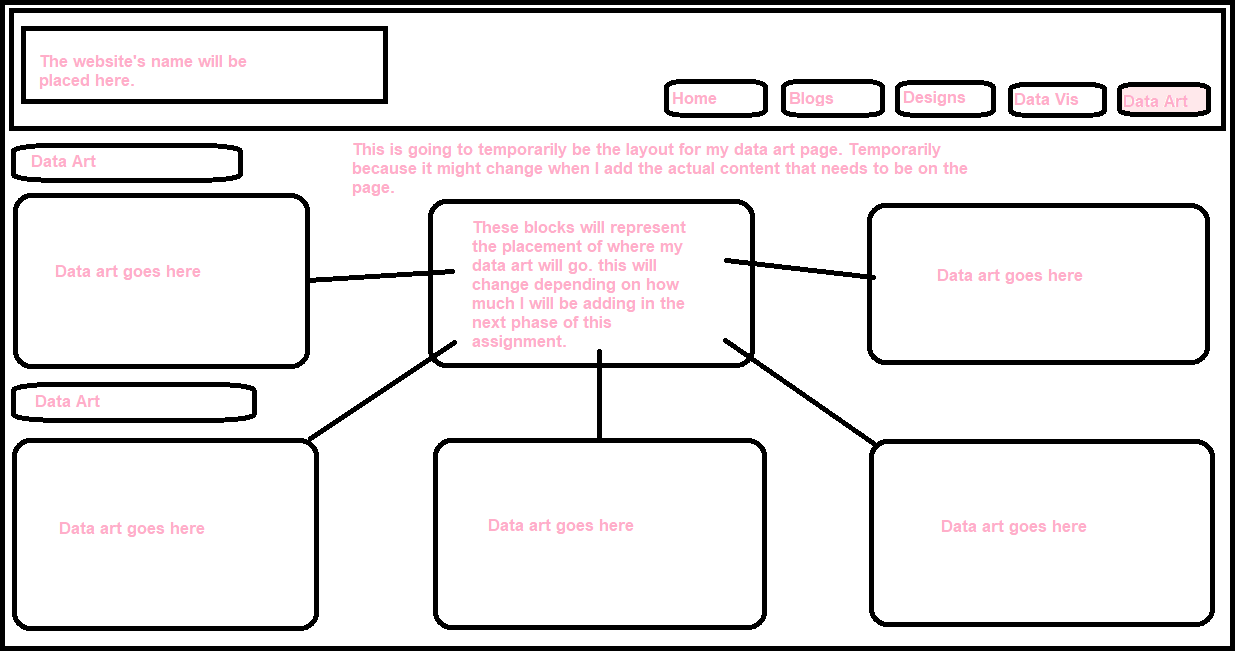 The website's name will be
placed here.
Home
Blogs
Designs
Data Vis
Data Art
Data Art
This is going to temporarily be the layout for my data art page. Temporarily
because it might change when I add the actual content that needs to be on the
page.
Data art goes here
These blocks will represent
the placement of where my
data art will go. this will
change depending on how
much I will be adding in the
next phase of this
assignment.
Data art goes here
Data Art
Data art goes here
Data art goes here
Data art goes here